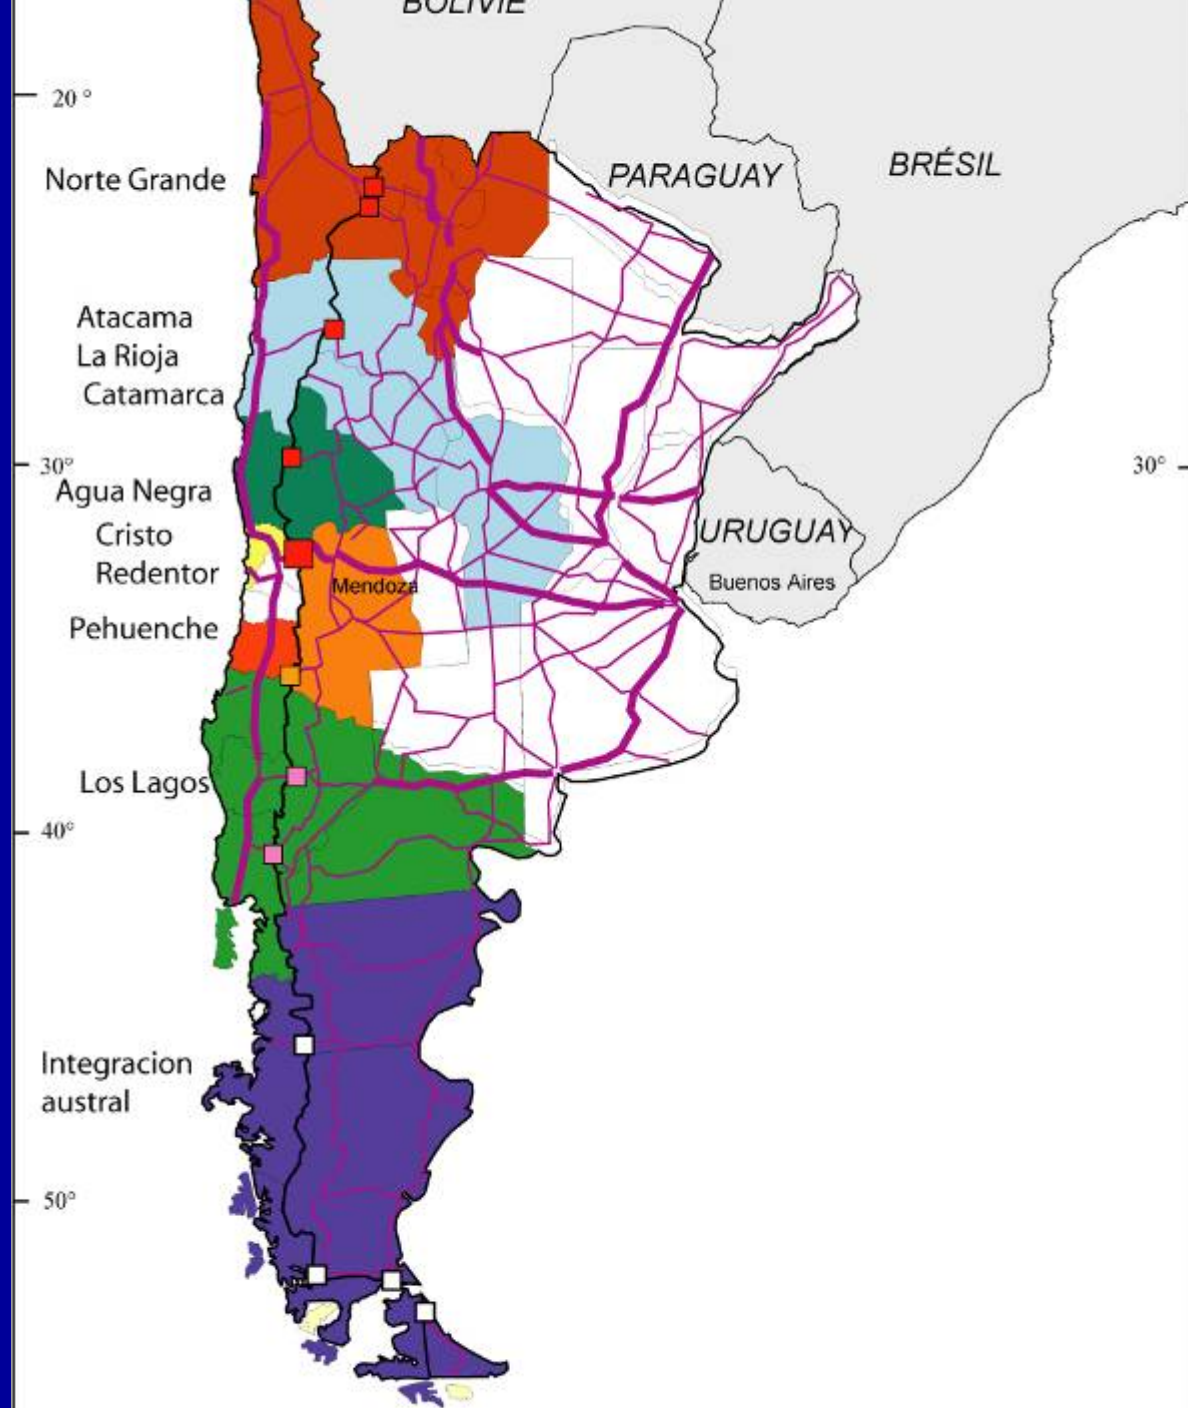 BOLIVIE
20 °
Norte Grande
PARAGUAY
BRÉSIL
Atacama
La Rioja
Catamarca
30°
30°
Agua Negra
Cristo
Redentor
URUGUAY
Mendoza
Buenos Aires
Pehuenche
Los Lagos
40°
Integracion
austral
50°